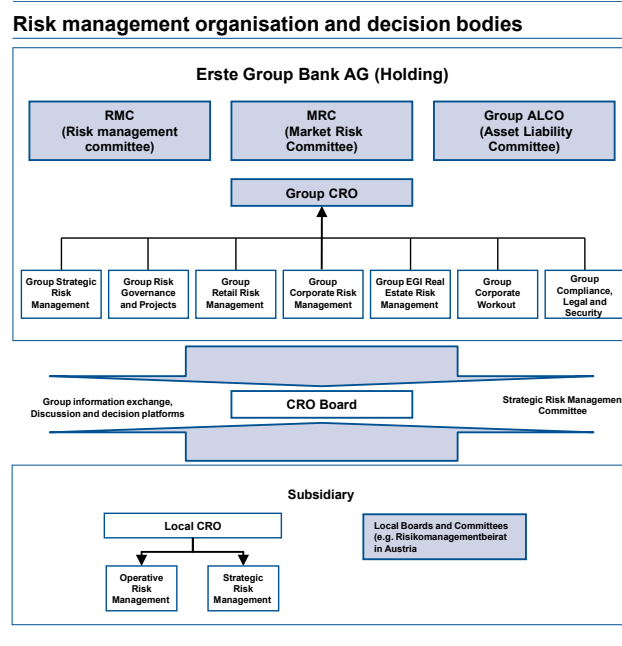 Risk management organisation and decision bodies
Erste Group Bank AG (Holding)
RMC
(Risk management
committee)
MRC
(Market Risk
Committee)
Group ALCO
(Asset Liability
Committee)
Group CRO
Group Strategic
Risk
Management
Group Risk
Governance
and Projects
Group
Retail Risk
Management
Group
Corporate Risk
Management
Group EGI Real
Estate Risk
Management
Group
Corporate
Workout
Group
Compliance,
Legal and
Security
Group information exchange,
Discussion and decision platforms
CRO Board
Strategic Risk Management
Committee
Subsidiary
Local CRO
Operative
Risk
Management
Strategic
Risk
Management
Local Boards and Committees
(e.g. Risikomanagementbeirat
in Austria